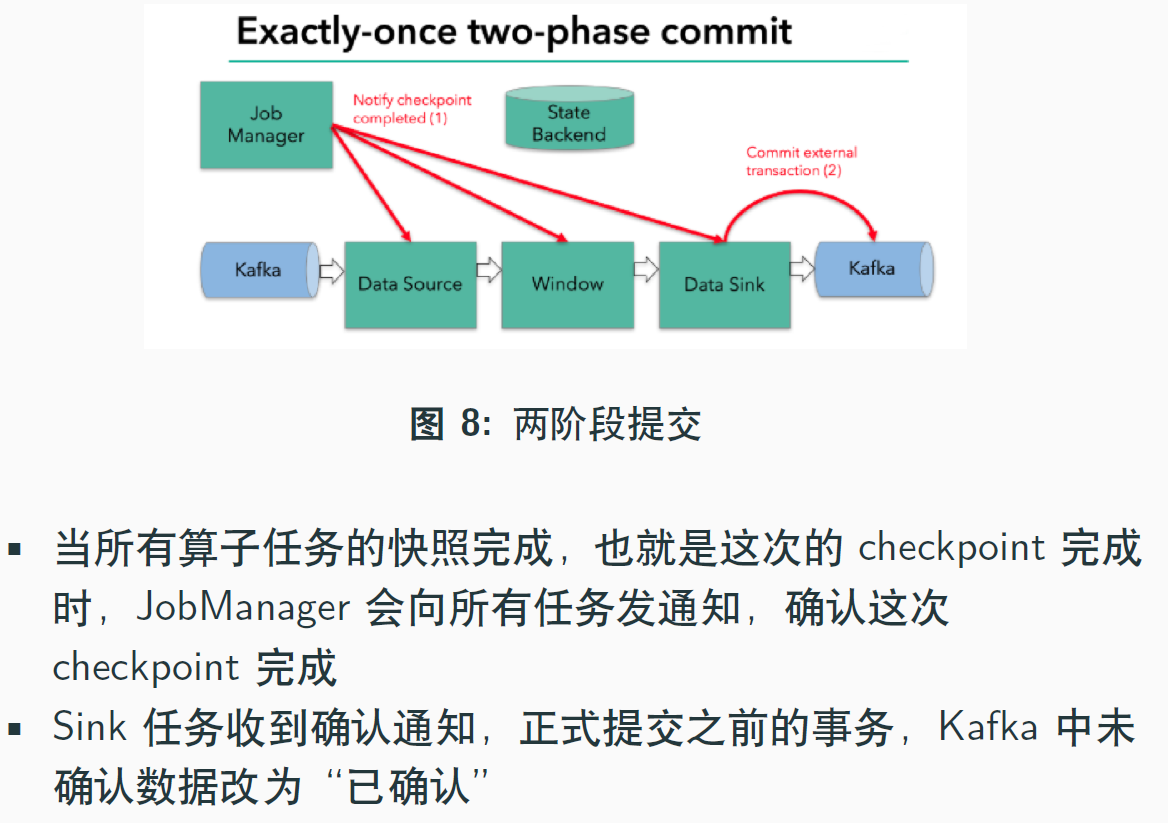 Exactly-once two-phase commit
Job
Manager
Notify checkpoint
completed (1)
State
Backend
Commit external
transaction (2)
Kafka
Data Source
Window
Data Sink
Kafka
图 8: 两阶段提交
▪ 当所有算子任务的快照完成，也就是这次的 checkpoint 完成
时，JobManager 会向所有任务发通知，确认这次
checkpoint 完成
▪ Sink 任务收到确认通知，正式提交之前的事务，Kafka 中未
确认数据改为“已确认”